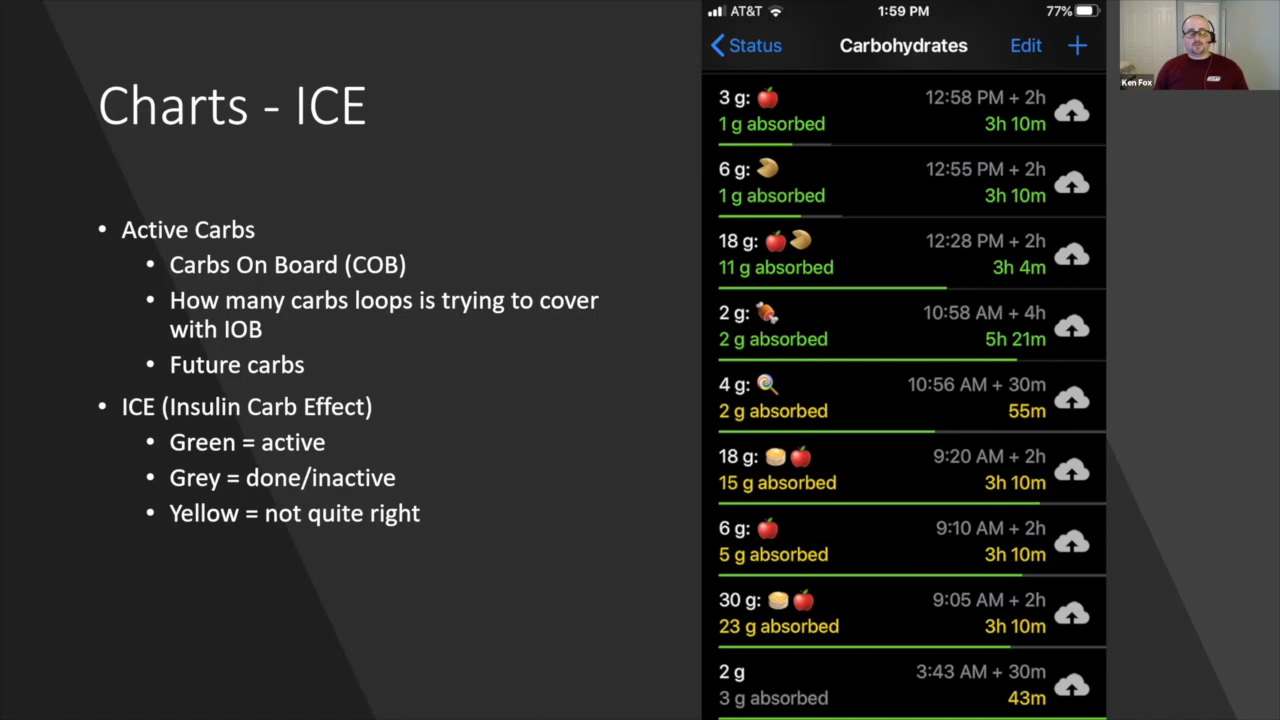 Charts - ICE
• Active Carbs
• Carbs On Board (COB)
• How many carbs loops is trying to cover
with IOB
• Future carbs
• ICE (Insulin Carb Effect)
• Green = active
• Grey = done/inactive
• Yellow = not quite right
AT&T 1:59 PM 77%
Status Carbohydrates Edit +
3 g: 🍎 12:58 PM + 2h
1 g absorbed 3h 10m
6 g: 🥠 12:55 PM + 2h
1 g absorbed 3h 10m
18 g: 🍎🥠 12:28 PM + 2h
11 g absorbed 3h 4m
2 g: 🍖 10:58 AM + 4h
2 g absorbed 5h 21m
4 g: 🍭 10:56 AM + 30m
2 g absorbed 55m
18 g: 🥞🍎 9:20 AM + 2h
15 g absorbed 3h 10m
6 g: 🍎 9:10 AM + 2h
5 g absorbed 3h 10m
30 g: 🥞🍎 9:05 AM + 2h
23 g absorbed 3h 10m
2 g 3:43 AM + 30m
3 g absorbed 43m
Ken Fox